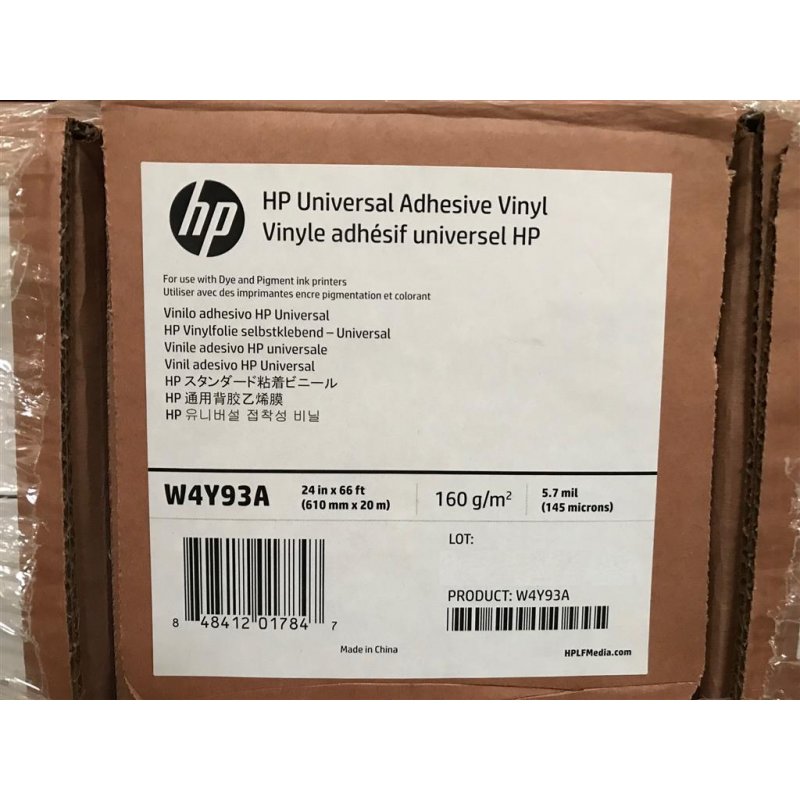 hp
HP Universal Adhesive Vinyl
Vinyle adhésif universel HP
For use with Dye and Pigment ink printers
Utiliser avec des imprimantes encre pigmentation et colorant
Vinilo adhesivo HP Universal
HP Vinylfolie selbstklebend – Universal
Vinile adesivo HP universale
Vinil adesivo HP Universal
HP スタンダード粘着ビニール
HP 通用背胶乙烯膜
HP 유니버설 접착성 비닐
W4Y93A
24 in x 66 ft
(610 mm x 20 m)
160 g/m²
5.7 mil
(145 microns)
LOT:
PRODUCT: W4Y93A
8 48412 01784 7
Made in China
HPLFMedia.com